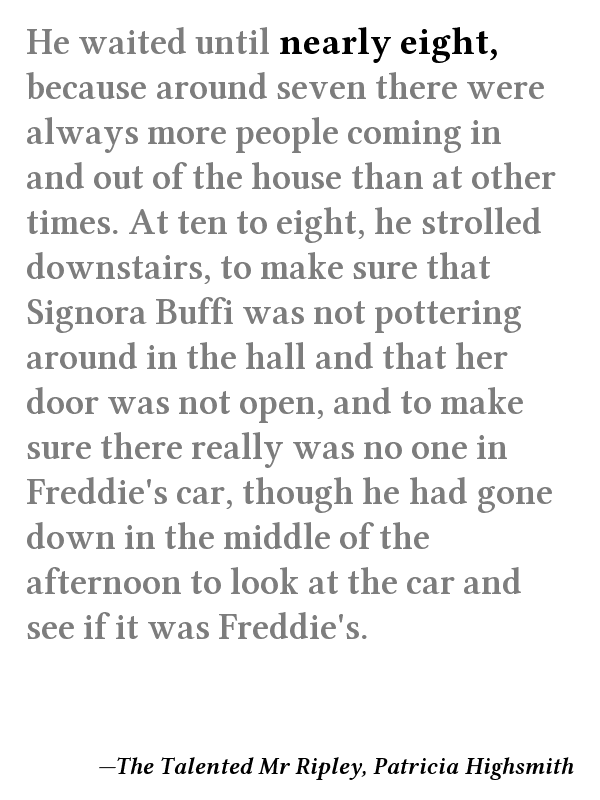 He waited until nearly eight,
because around seven there were
always more people coming in
and out of the house than at other
times. At ten to eight, he strolled
downstairs, to make sure that
Signora Buffi was not pottering
around in the hall and that her
door was not open, and to make
sure there really was no one in
Freddie's car, though he had gone
down in the middle of the
afternoon to look at the car and
see if it was Freddie's.
—The Talented Mr Ripley, Patricia Highsmith